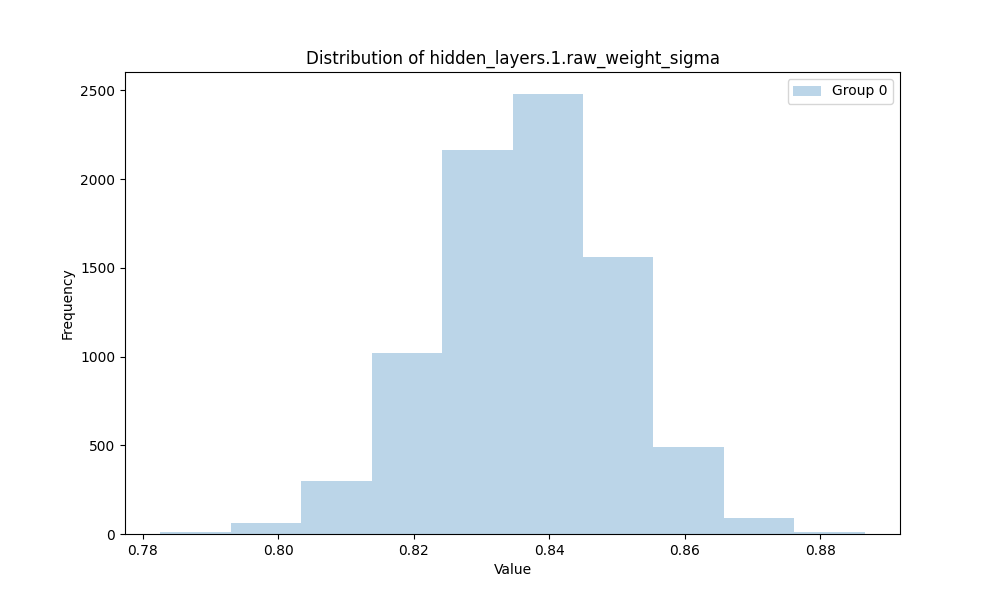 Distribution of hidden_layers.1.raw_weight_sigma
Group 0
Frequency
2500
2000
1500
1000
500
0
0.78 0.80 0.82 0.84 0.86 0.88
Value